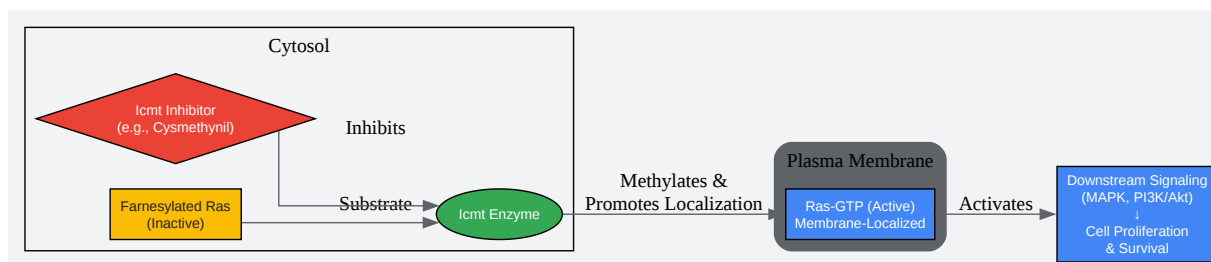 Cytosol
Icmt Inhibitor
(e.g., Cysmethynil)
Inhibits
Farnesylated Ras
(Inactive)
Substrate
Icmt Enzyme
Methylates &
Promotes Localization
Plasma Membrane
Ras-GTP (Active)
Membrane-Localized
Activates
Downstream Signaling
(MAPK, PI3K/Akt)
↓
Cell Proliferation
& Survival